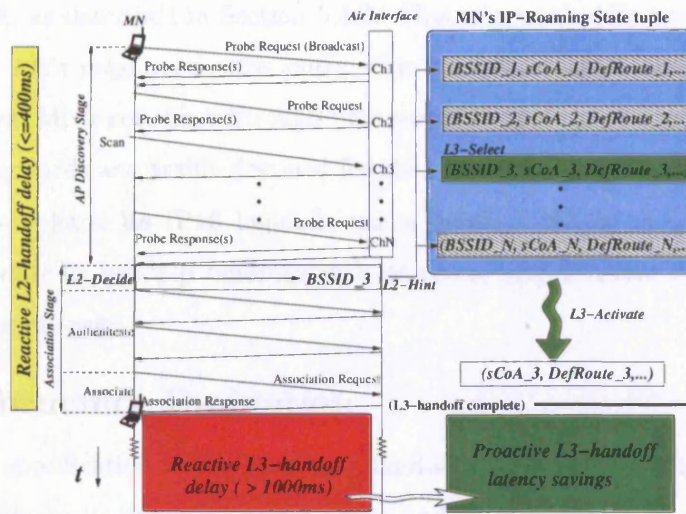 MN
Air Interface
MN's IP-Roaming State tuple
Reactive L2-handoff delay (<=400ms)
AP Discovery Stage
Probe Request (Broadcast)
Probe Response(s)
Ch1
(BSSID_1, sCoA_1, DefRoute_1,...
Probe Request
Probe Response(s)
Ch2
(BSSID_2, sCoA_2, DefRoute_2,...
Scan
L3-Select
Ch3
(BSSID_3, sCoA_3, DefRoute_3,...
Probe Request
Probe Response(s)
ChN
(BSSID_N, sCoA_N, DefRoute_N,...
Association Stage
L2-Decide
BSSID_3
L2-Hint
L3-Activate
Authenticate
(sCoA_3, DefRoute_3,...)
Associate
Association Request
Association Response
(L3-handoff complete)
t
Reactive L3-handoff
delay ( > 1000ms)
Proactive L3-handoff
latency savings